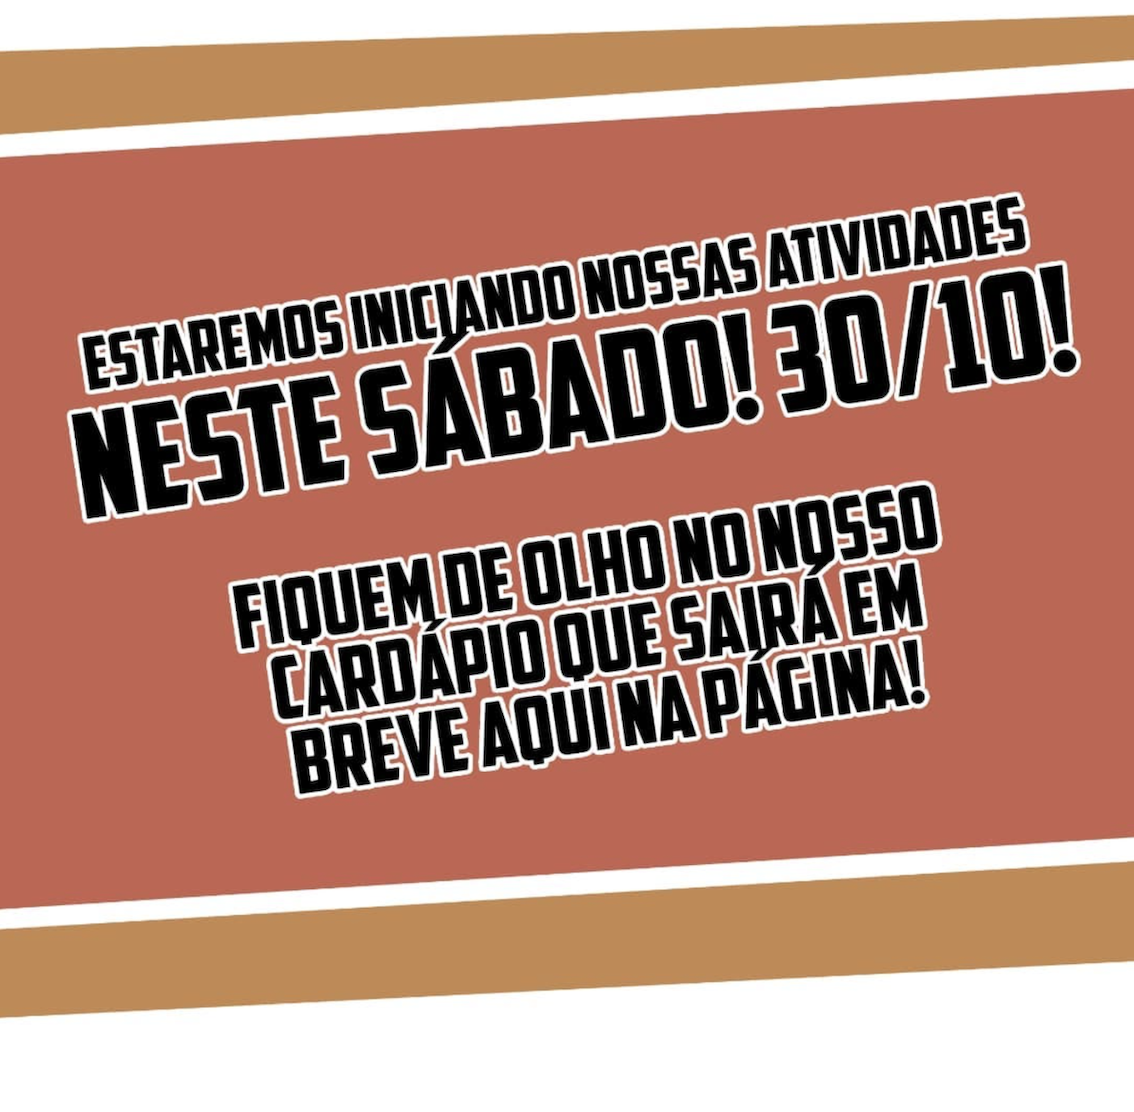 ESTAREMOS INICIANDO NOSSAS ATIVIDADES
NESTE SÁBADO! 30/10!
FIQUEM DE OLHO NO NOSSO
CARDÁPIO QUE SAIRÁ EM
BREVE AQUI NA PÁGINA!